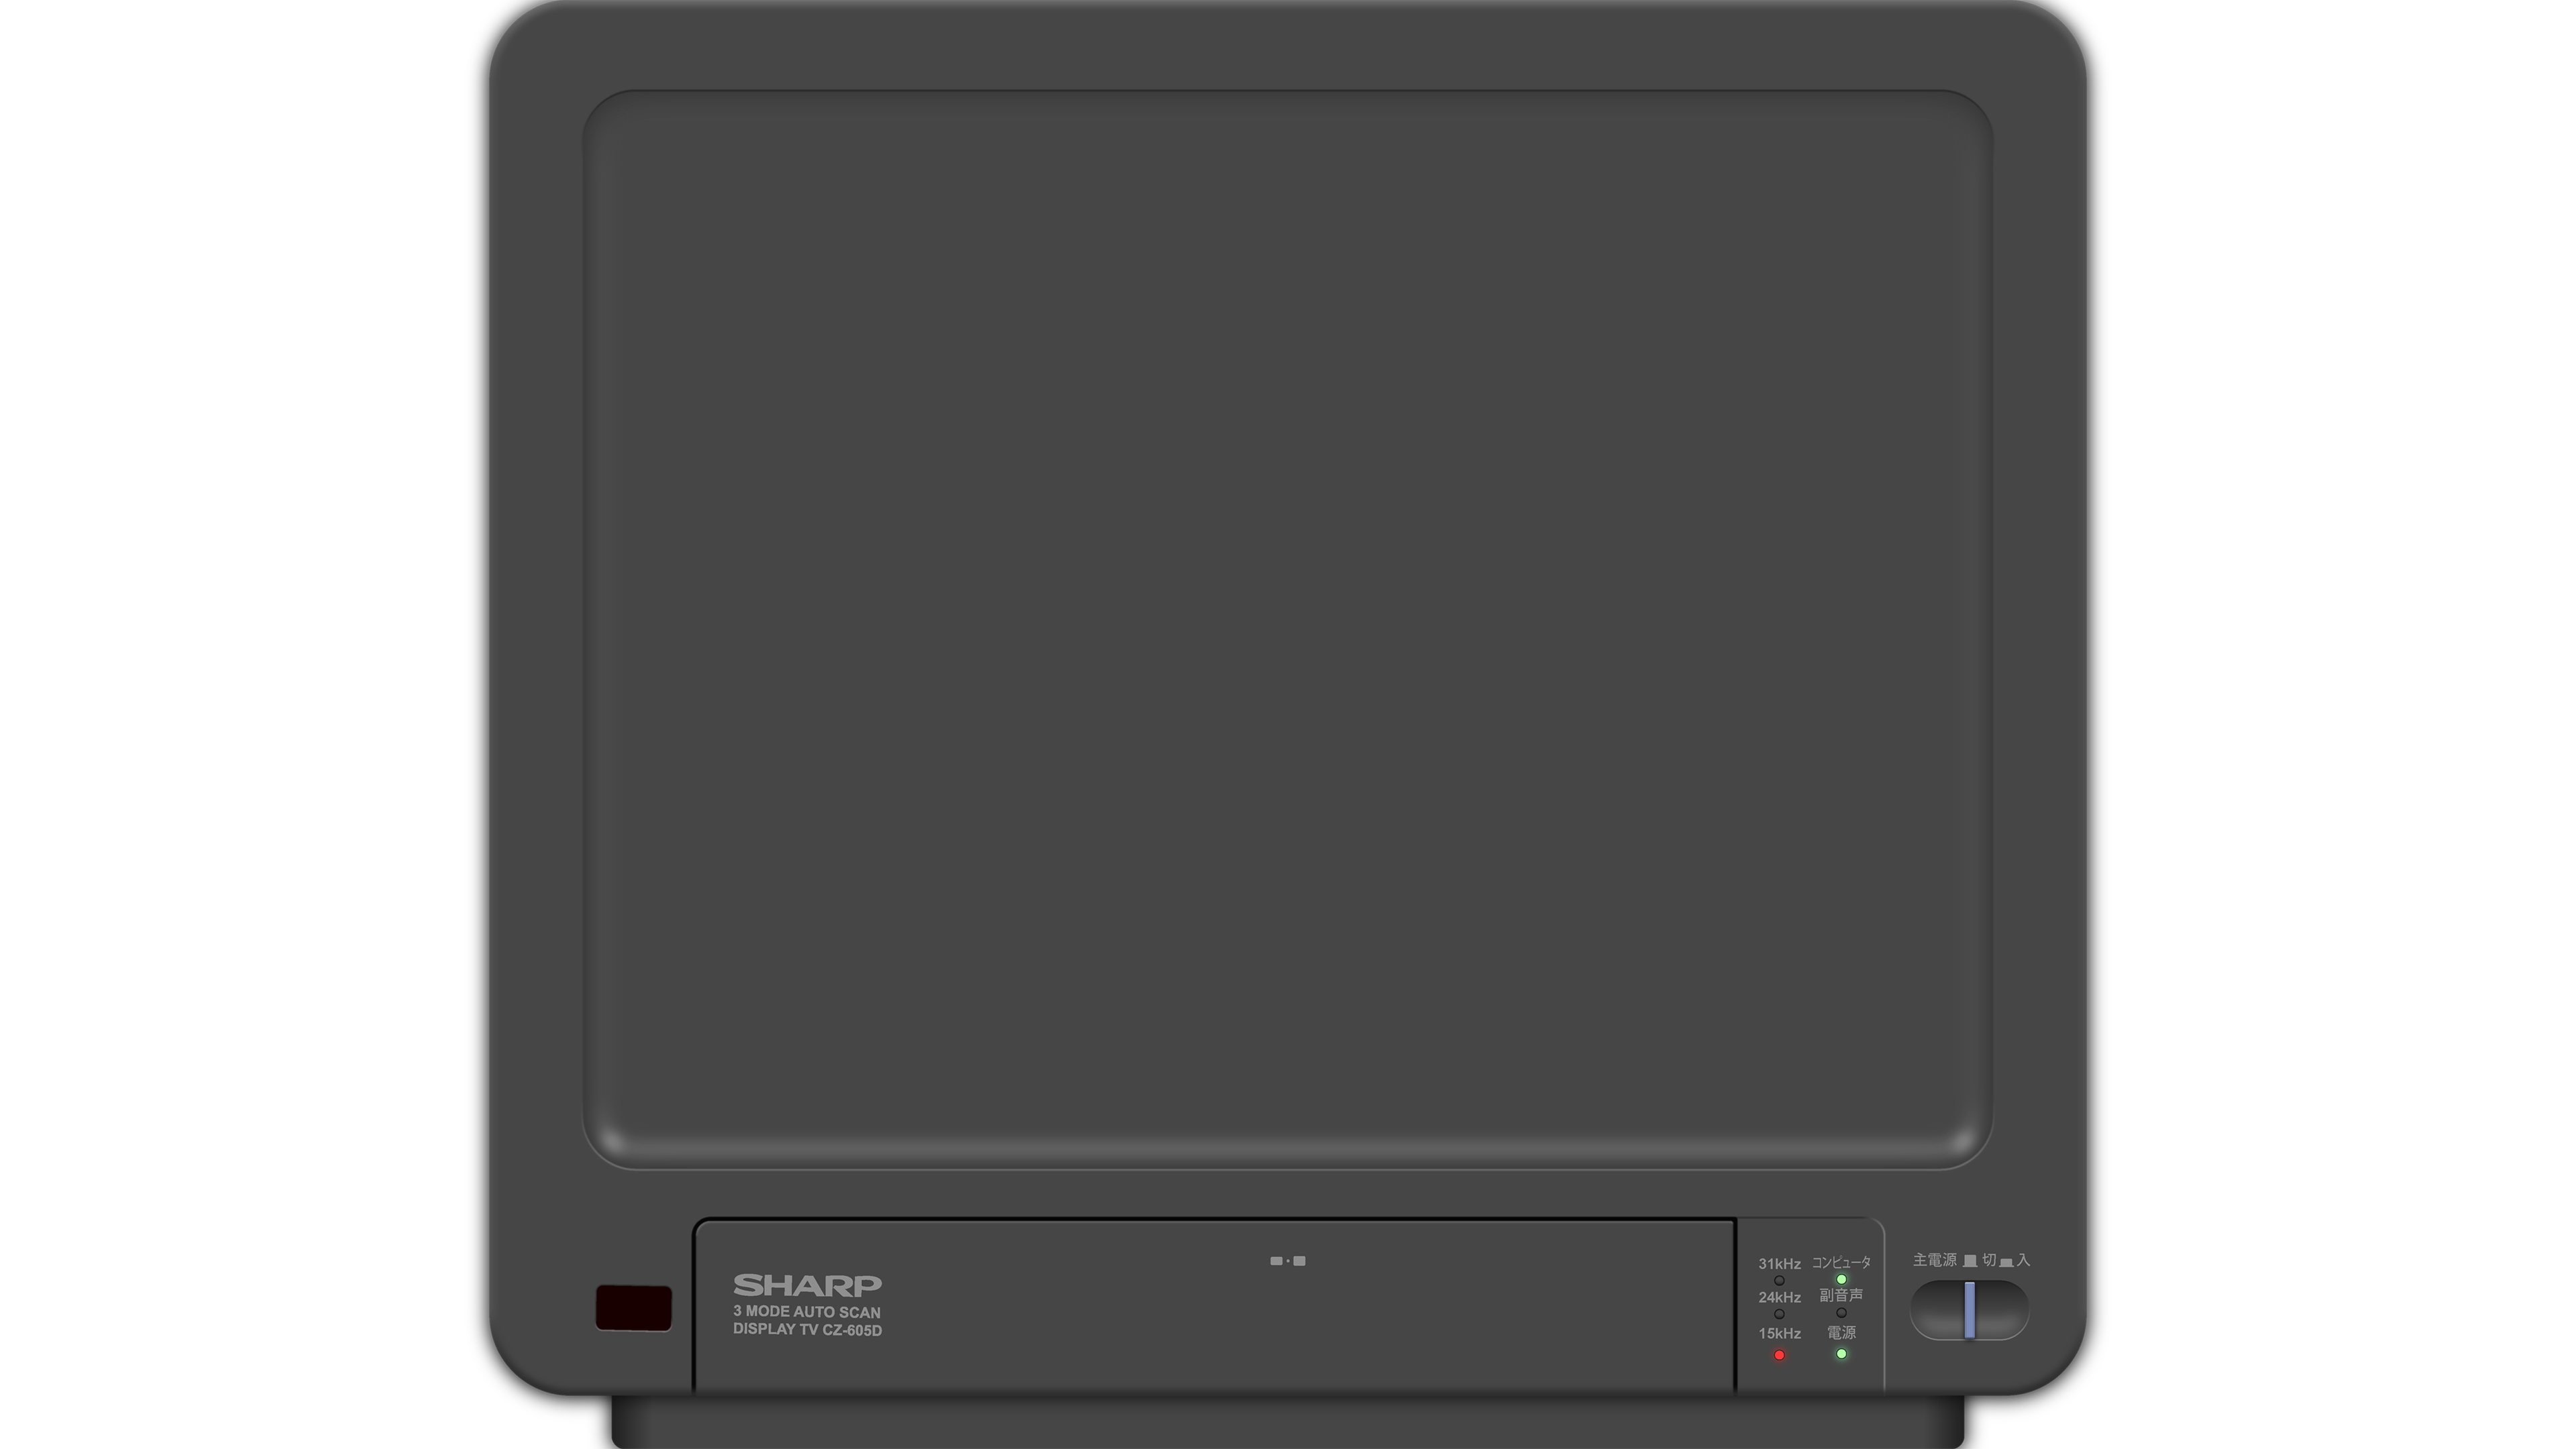 SHARP
3 MODE AUTO SCAN
DISPLAY TV CZ-605D
31kHz コンピュータ
24kHz 副音声
15kHz 電源
主電源 切 入